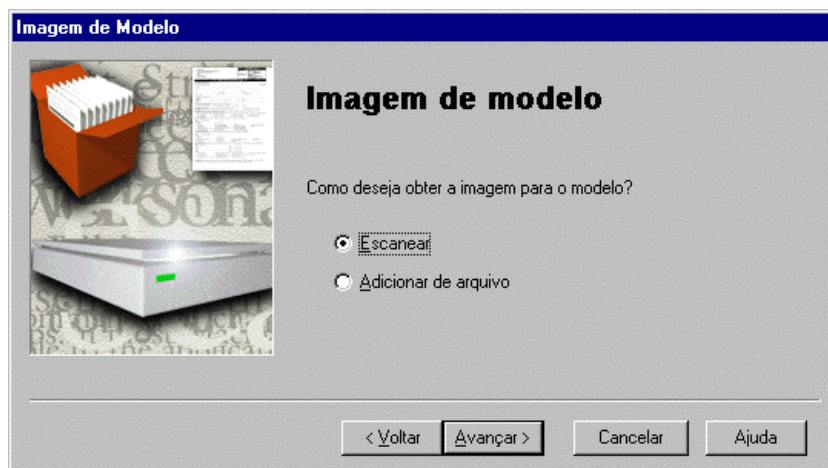 Imagem de Modelo
Imagem de modelo
Como deseja obter a imagem para o modelo?
Escanear
Adicionar de arquivo
< Voltar
Avançar >
Cancelar
Ajuda